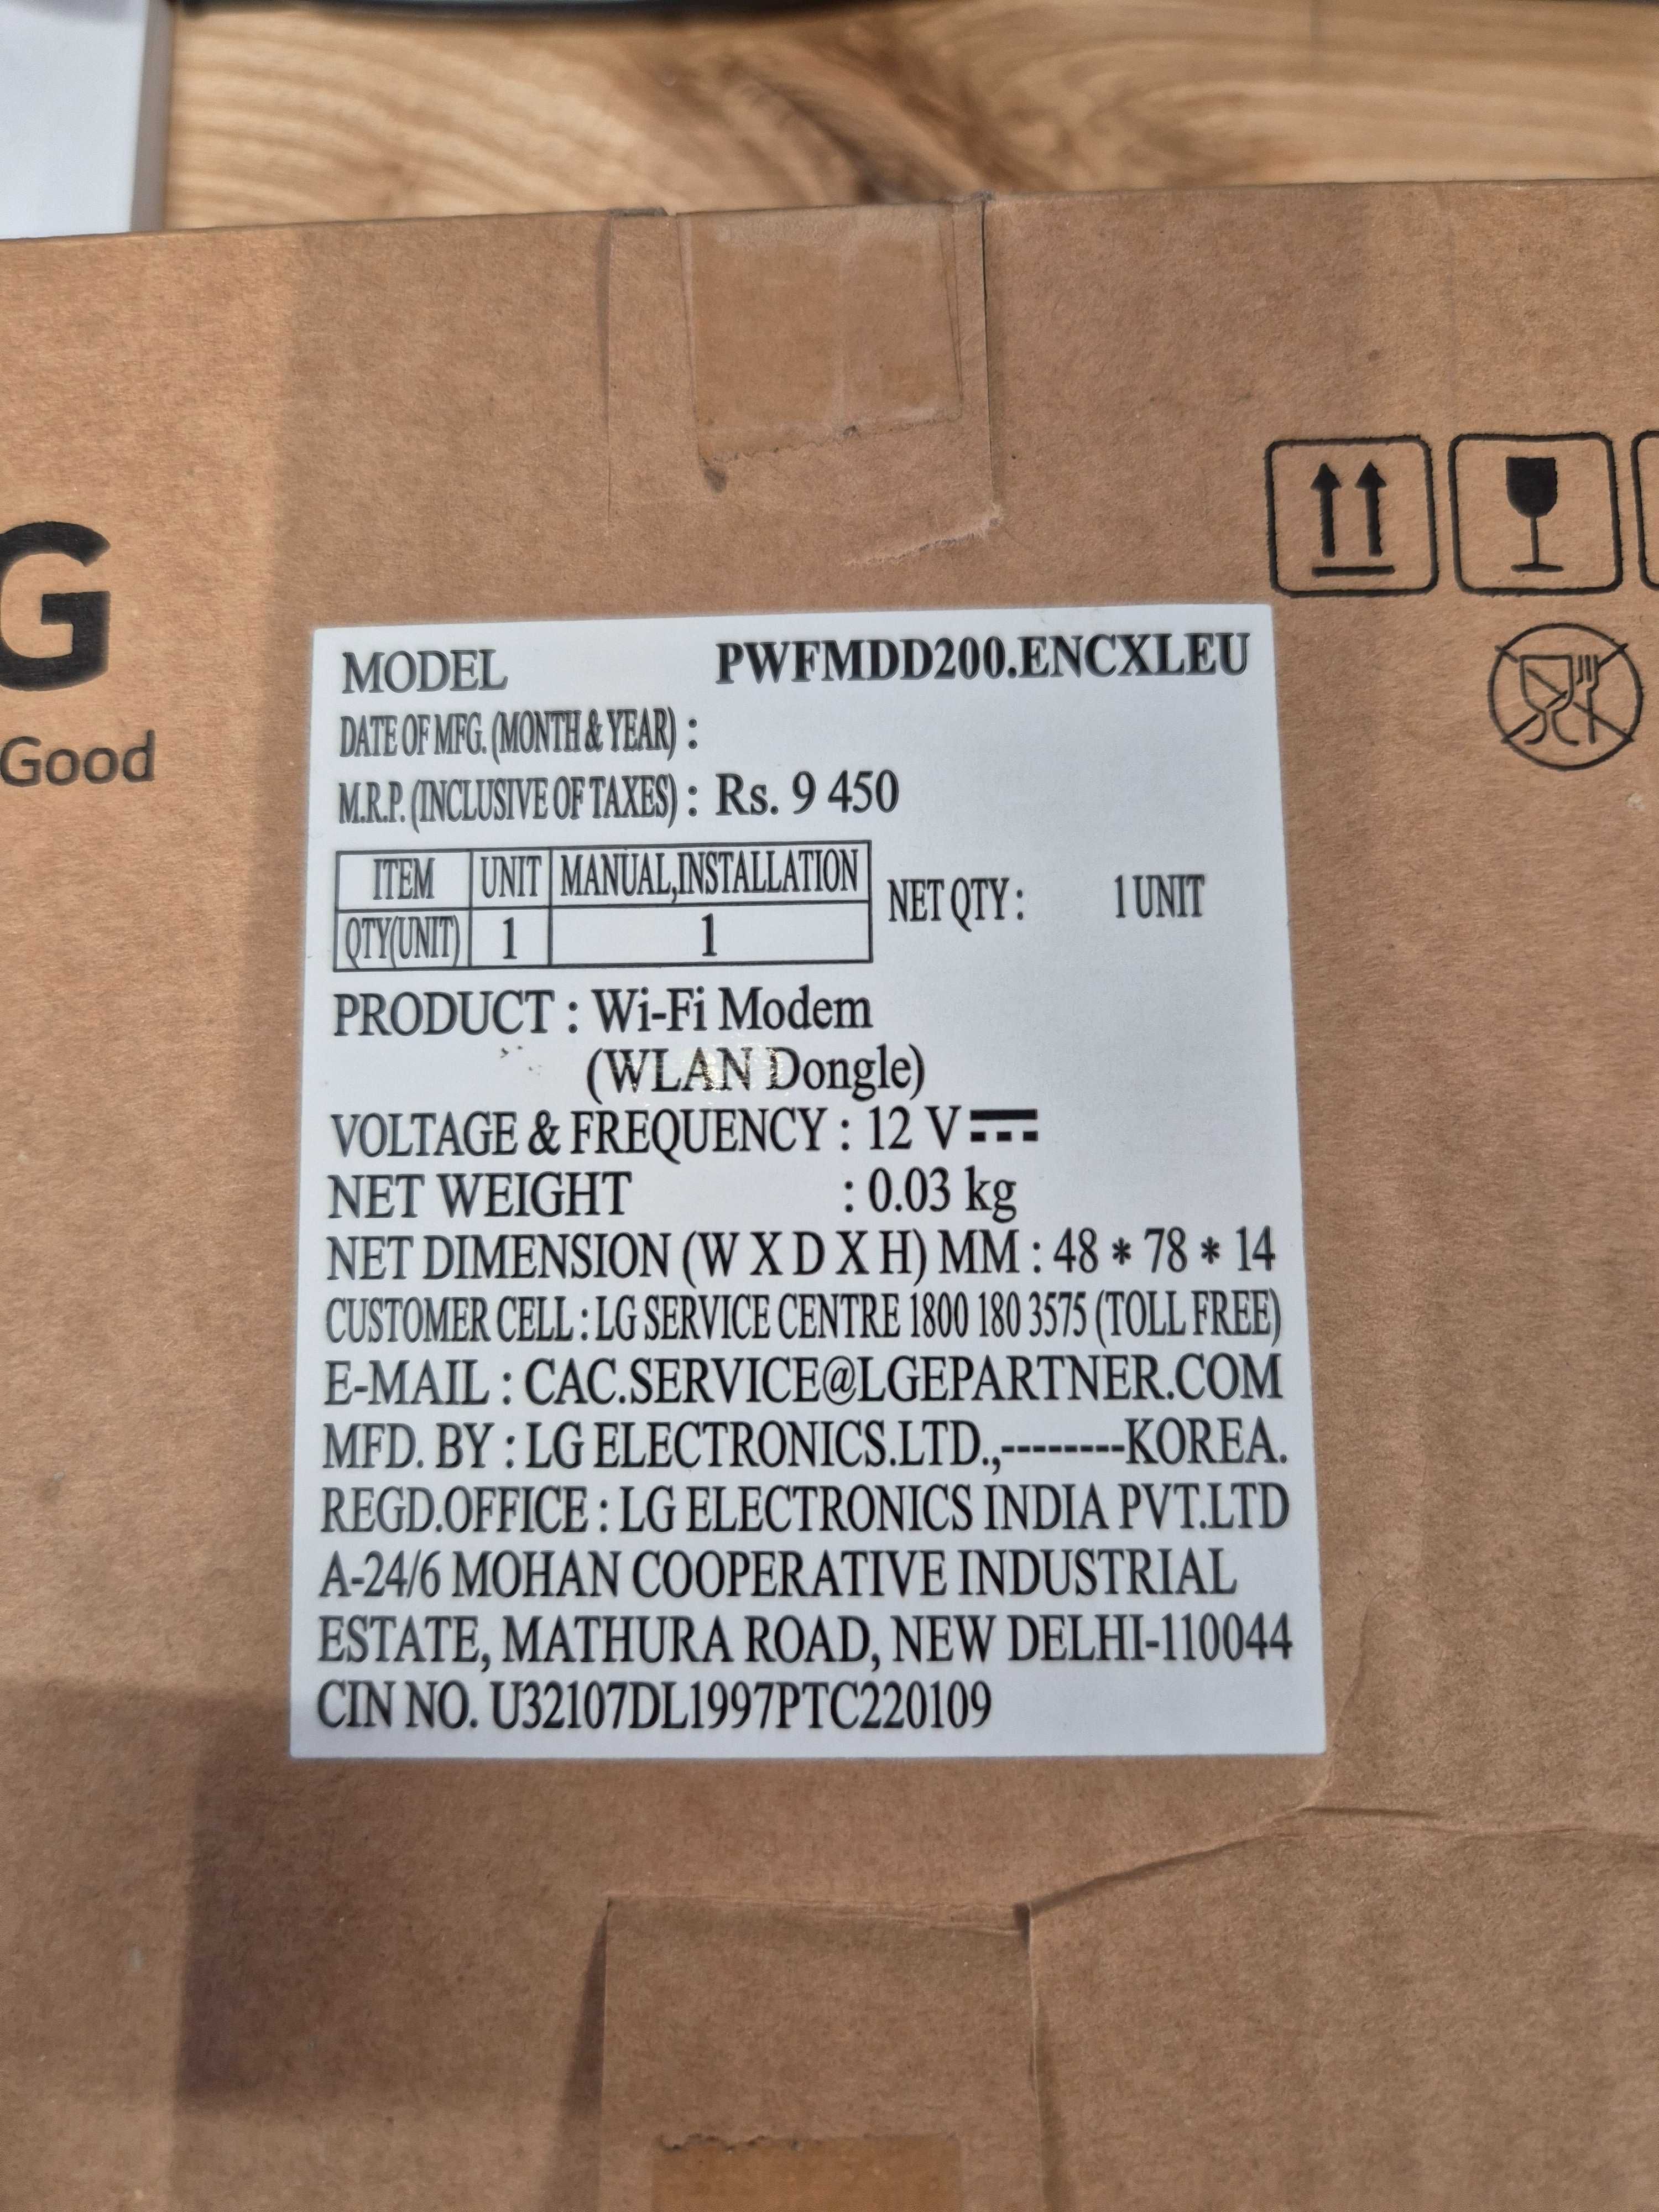 G
Good
MODEL PWFMDD200.ENCXLEU
DATE OF MFG. (MONTH & YEAR) :
M.R.P. (INCLUSIVE OF TAXES) : Rs. 9 450
ITEM UNIT MANUAL,INSTALLATION
QTY(UNIT) 1 1
NET QTY : 1 UNIT
PRODUCT : Wi-Fi Modem
(WLAN Dongle)
VOLTAGE & FREQUENCY : 12 V
NET WEIGHT : 0.03 kg
NET DIMENSION (W X D X H) MM : 48 * 78 * 14
CUSTOMER CELL : LG SERVICE CENTRE 1800 180 3575 (TOLL FREE)
E-MAIL : CAC.SERVICE@LGEPARTNER.COM
MFD. BY : LG ELECTRONICS.LTD.,--------KOREA.
REGD.OFFICE : LG ELECTRONICS INDIA PVT.LTD
A-24/6 MOHAN COOPERATIVE INDUSTRIAL
ESTATE, MATHURA ROAD, NEW DELHI-110044
CIN NO. U32107DL1997PTC220109